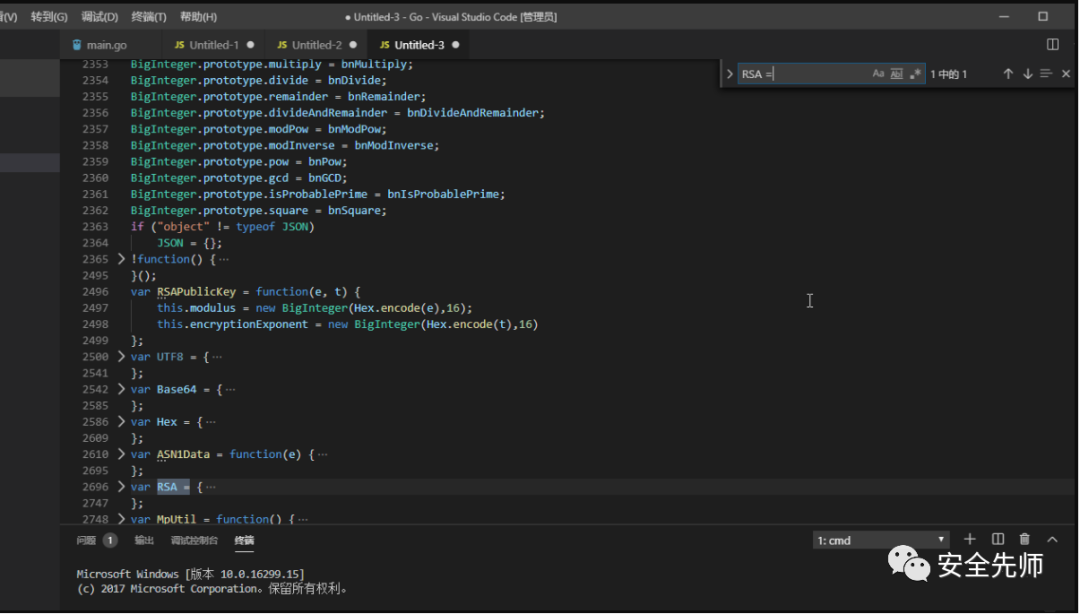 看(V) 转到(G) 调试(D) 终端(T) 帮助(H) ● Untitled-3 - Go - Visual Studio Code [管理员]
main.go JS Untitled-1 ● JS Untitled-2 ● JS Untitled-3 ●
RSA = Aa Abl .* 1 中的 1
2353 BigInteger.prototype.multiply = bnMultiply;
2354 BigInteger.prototype.divide = bnDivide;
2355 BigInteger.prototype.remainder = bnRemainder;
2356 BigInteger.prototype.divideAndRemainder = bnDivideAndRemainder;
2357 BigInteger.prototype.modPow = bnModPow;
2358 BigInteger.prototype.modInverse = bnModInverse;
2359 BigInteger.prototype.pow = bnPow;
2360 BigInteger.prototype.gcd = bnGCD;
2361 BigInteger.prototype.isProbablePrime = bnIsProbablePrime;
2362 BigInteger.prototype.square = bnSquare;
2363 if ("object" != typeof JSON)
2364 JSON = {};
2365 !function() { ⋯
2495 }();
2496 var RSAPublicKey = function(e, t) {
2497 this.modulus = new BigInteger(Hex.encode(e),16);
2498 this.encryptionExponent = new BigInteger(Hex.encode(t),16)
2499 };
2500 var UTF8 = { ⋯
2541 };
2542 var Base64 = { ⋯
2585 };
2586 var Hex = { ⋯
2609 };
2610 var ASN1Data = function(e) { ⋯
2695 };
2696 var RSA = { ⋯
2747 };
2748 var MpUtil = function() { ⋯
问题 1 输出 调试控制台 终端 1: cmd
Microsoft Windows [版本 10.0.16299.15]
(c) 2017 Microsoft Corporation。保留所有权利。
安全先师